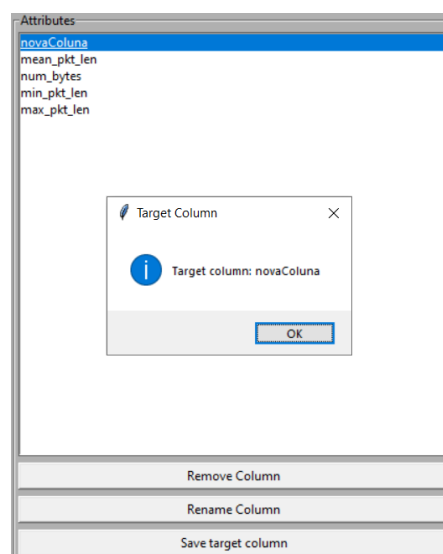 Attributes
novaColuna
mean_pkt_len
num_bytes
min_pkt_len
max_pkt_len
Target Column
Target column: novaColuna
OK
Remove Column
Rename Column
Save target column